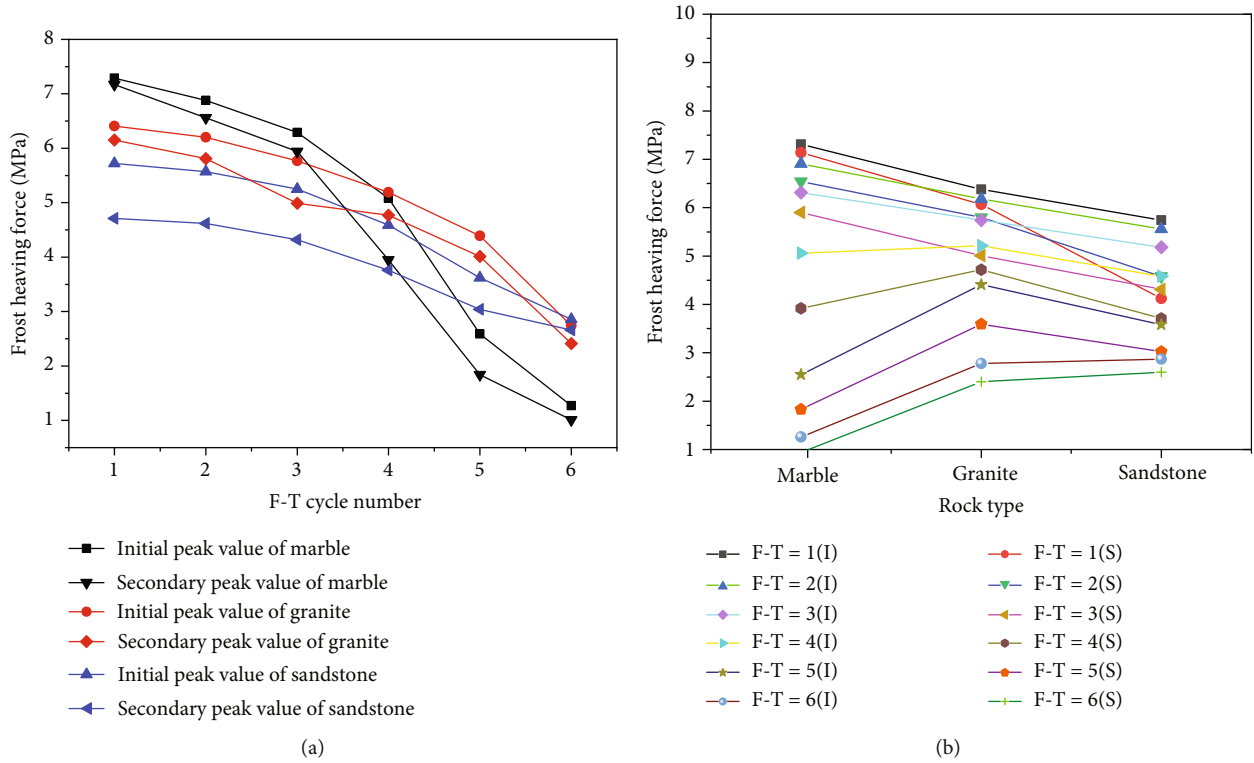 8
7
6
5
4
3
2
1
Frost heaving force (MPa)
1 2 3 4 5 6
F-T cycle number
Initial peak value of marble
Secondary peak value of marble
Initial peak value of granite
Secondary peak value of granite
Initial peak value of sandstone
Secondary peak value of sandstone
(a)
10
9
8
7
6
5
4
3
2
1
Frost heaving force (MPa)
Marble Granite Sandstone
Rock type
F-T = 1(I) F-T = 1(S)
F-T = 2(I) F-T = 2(S)
F-T = 3(I) F-T = 3(S)
F-T = 4(I) F-T = 4(S)
F-T = 5(I) F-T = 5(S)
F-T = 6(I) F-T = 6(S)
(b)